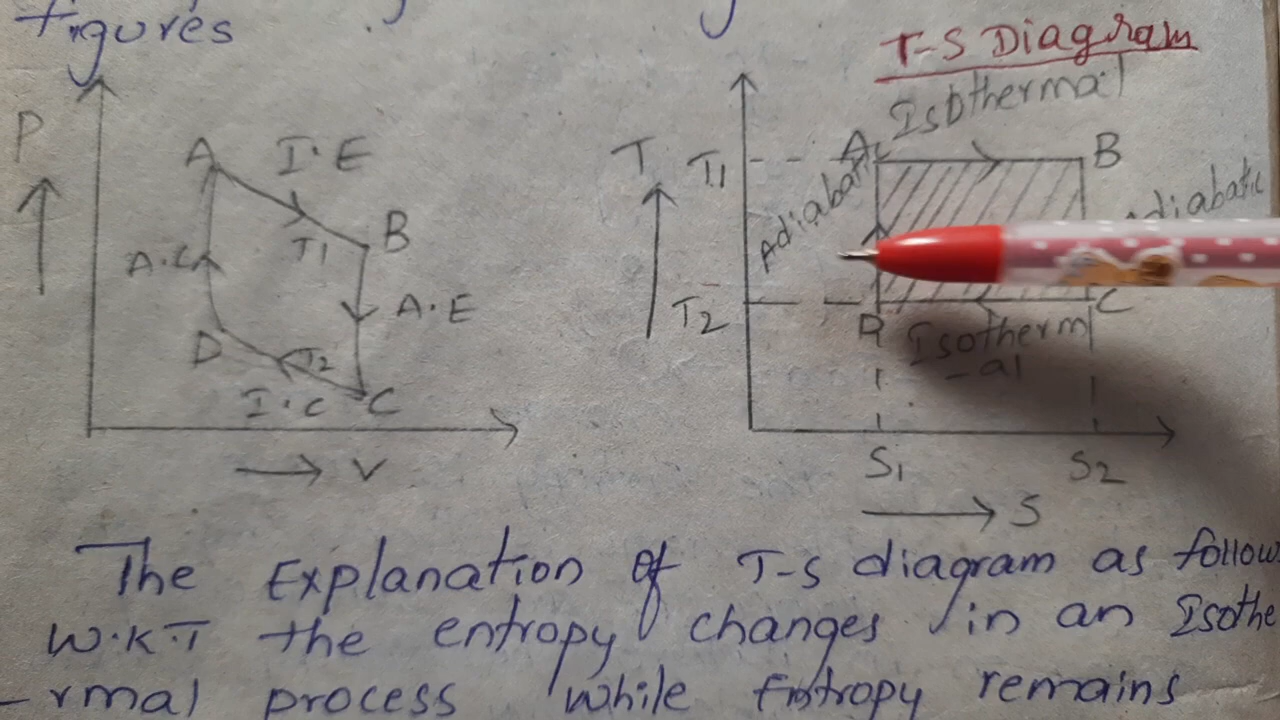 figures
T-S Diagram
P
A
I.E
T1
B
A.C
A.E
D
T2
I.C
C
V
Isothermal
T
T1
A
B
Adiabatic
T2
D
C
Isotherm
-al
S1
S2
S
The Explanation of T-S diagram as follow
W.K.T the entropy changes in an Isothe
-rmal process while Entropy remains